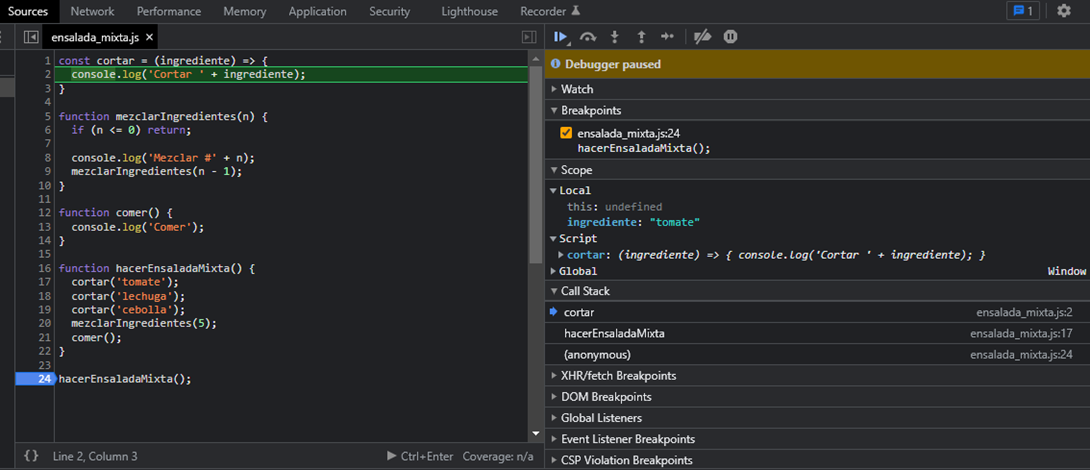 Sources Network Performance Memory Application Security Lighthouse Recorder 1
ensalada_mixta.js ×
1 const cortar = (ingrediente) => {
2 console.log('Cortar ' + ingrediente);
3 }
4
5 function mezclarIngredientes(n) {
6 if (n <= 0) return;
7
8 console.log('Mezclar #' + n);
9 mezclarIngredientes(n - 1);
10 }
11
12 function comer() {
13 console.log('Comer');
14 }
15
16 function hacerEnsaladaMixta() {
17 cortar('tomate');
18 cortar('lechuga');
19 cortar('cebolla');
20 mezclarIngredientes(5);
21 comer();
22 }
23
24 hacerEnsaladaMixta();
{} Line 2, Column 3 Ctrl+Enter Coverage: n/a
Debugger paused
Watch
Breakpoints
ensalada_mixta.js:24
hacerEnsaladaMixta();
Scope
Local
this: undefined
ingrediente: "tomate"
Script
cortar: (ingrediente) => { console.log('Cortar ' + ingrediente); }
Global Window
Call Stack
cortar ensalada_mixta.js:2
hacerEnsaladaMixta ensalada_mixta.js:17
(anonymous) ensalada_mixta.js:24
XHR/fetch Breakpoints
DOM Breakpoints
Global Listeners
Event Listener Breakpoints
CSP Violation Breakpoints